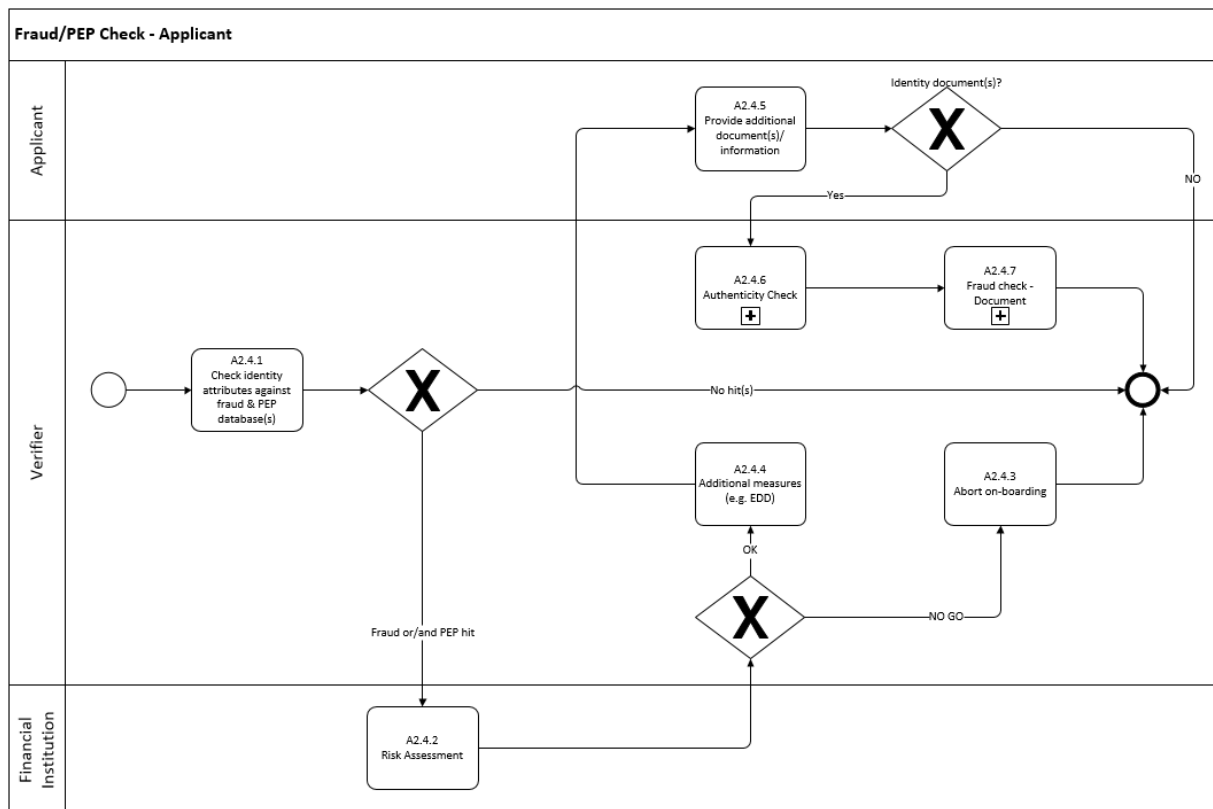 Fraud/PEP Check - Applicant
Applicant
Identity document(s)?
A2.4.5
Provide additional
document(s)/
information
X
NO
Yes
Verifier
A2.4.6
Authenticity Check
A2.4.7
Fraud check -
Document
A2.4.1
Check identity
attributes against
fraud & PEP
database(s)
X
No hit(s)
A2.4.4
Additional measures
(e.g. EDD)
A2.4.3
Abort on-boarding
OK
X
NO GO
Fraud or/and PEP hit
Financial
Institution
A2.4.2
Risk Assessment